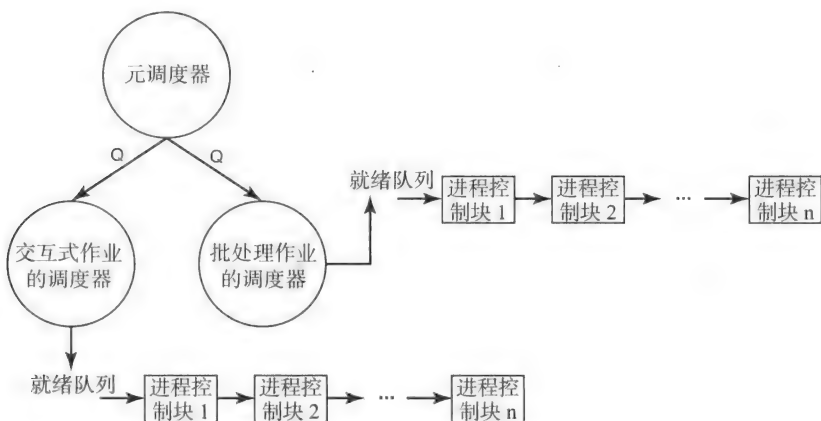 元调度器
Q
Q
就绪队列
进程控
制块 1
进程控
制块 2
...
进程控
制块 n
交互式作业
的调度器
批处理作业
的调度器
就绪队列
进程控
制块 1
进程控
制块 2
...
进程控
制块 n